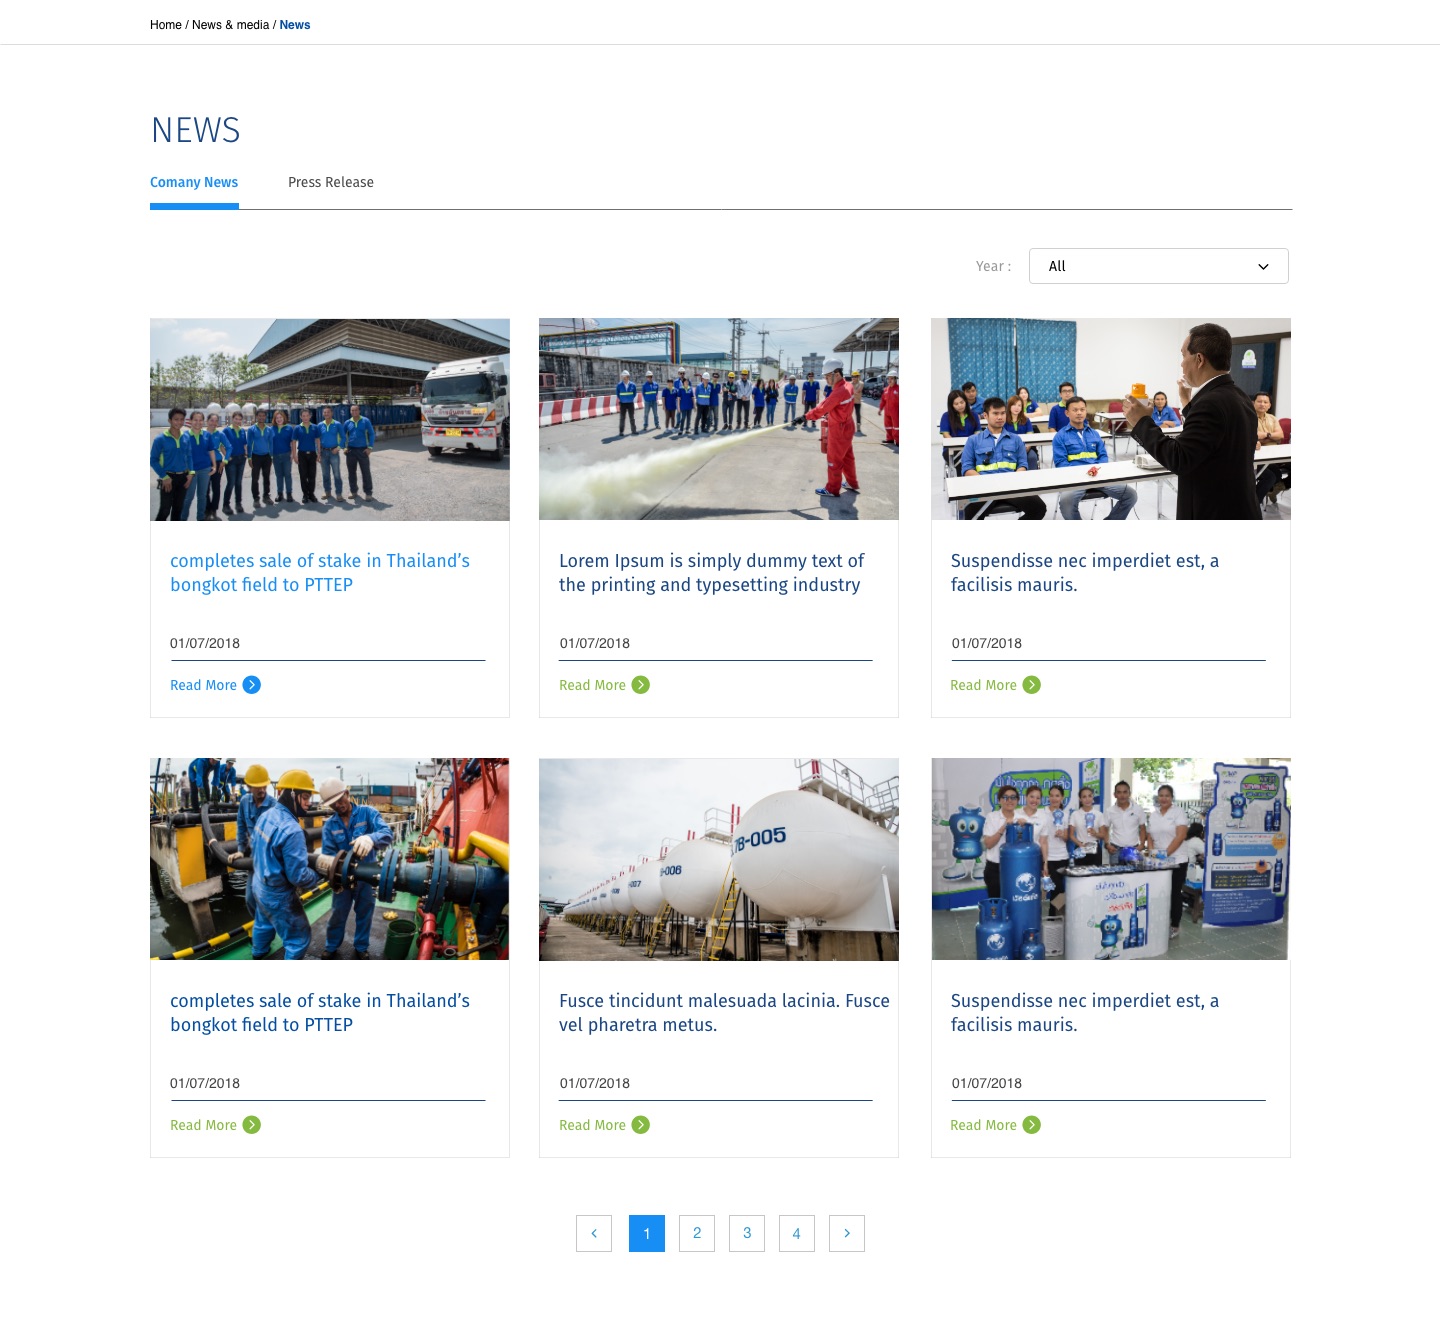 Home / News & media / News
NEWS
Comany News
Press Release
Year :
All
completes sale of stake in Thailand’s
bongkot field to PTTEP
01/07/2018
Read More
Lorem Ipsum is simply dummy text of
the printing and typesetting industry
01/07/2018
Read More
Suspendisse nec imperdiet est, a
facilisis mauris.
01/07/2018
Read More
-005
-006
completes sale of stake in Thailand’s
bongkot field to PTTEP
01/07/2018
Read More
Fusce tincidunt malesuada lacinia. Fusce
vel pharetra metus.
01/07/2018
Read More
Suspendisse nec imperdiet est, a
facilisis mauris.
01/07/2018
Read More
1
2
3
4